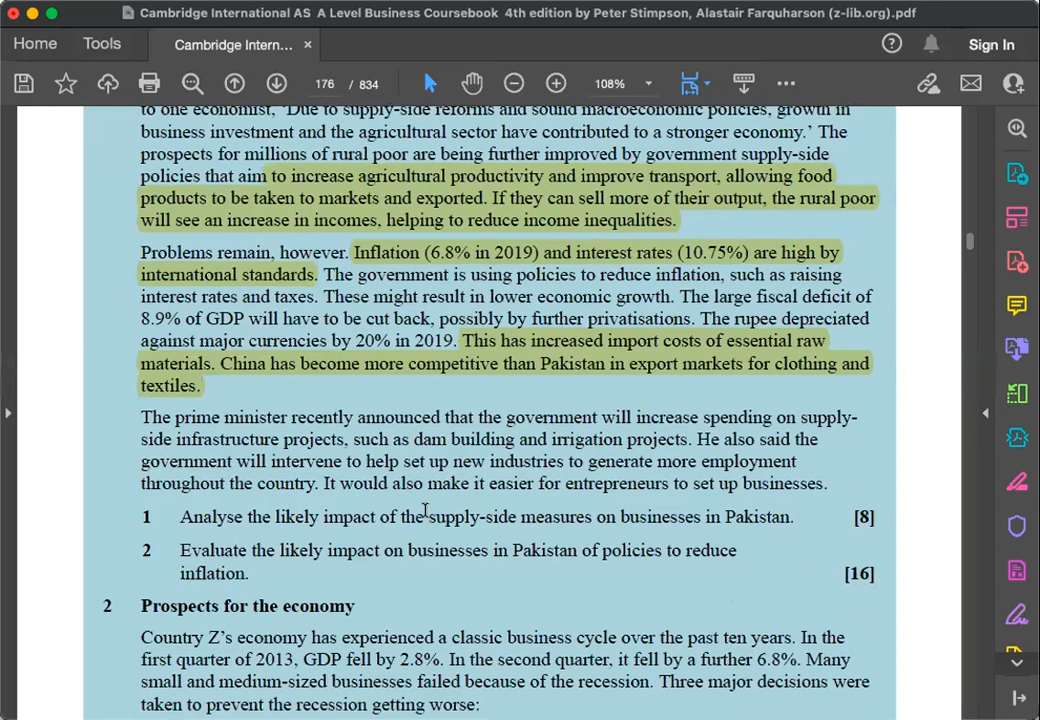 Cambridge International AS A Level Business Coursebook 4th edition by Peter Stimpson, Alastair Farquharson (z-lib.org).pdf
Home Tools Cambridge Intern... × Sign In
176 / 834 108%
to one economist, 'Due to supply-side reforms and sound macroeconomic policies, growth in
business investment and the agricultural sector have contributed to a stronger economy.' The
prospects for millions of rural poor are being further improved by government supply-side
policies that aim to increase agricultural productivity and improve transport, allowing food
products to be taken to markets and exported. If they can sell more of their output, the rural poor
will see an increase in incomes, helping to reduce income inequalities.
Problems remain, however. Inflation (6.8% in 2019) and interest rates (10.75%) are high by
international standards. The government is using policies to reduce inflation, such as raising
interest rates and taxes. These might result in lower economic growth. The large fiscal deficit of
8.9% of GDP will have to be cut back, possibly by further privatisations. The rupee depreciated
against major currencies by 20% in 2019. This has increased import costs of essential raw
materials. China has become more competitive than Pakistan in export markets for clothing and
textiles.
The prime minister recently announced that the government will increase spending on supply-
side infrastructure projects, such as dam building and irrigation projects. He also said the
government will intervene to help set up new industries to generate more employment
throughout the country. It would also make it easier for entrepreneurs to set up businesses.
1 Analyse the likely impact of the supply-side measures on businesses in Pakistan. [8]
2 Evaluate the likely impact on businesses in Pakistan of policies to reduce
inflation. [16]
2 Prospects for the economy
Country Z's economy has experienced a classic business cycle over the past ten years. In the
first quarter of 2013, GDP fell by 2.8%. In the second quarter, it fell by a further 6.8%. Many
small and medium-sized businesses failed because of the recession. Three major decisions were
taken to prevent the recession getting worse: